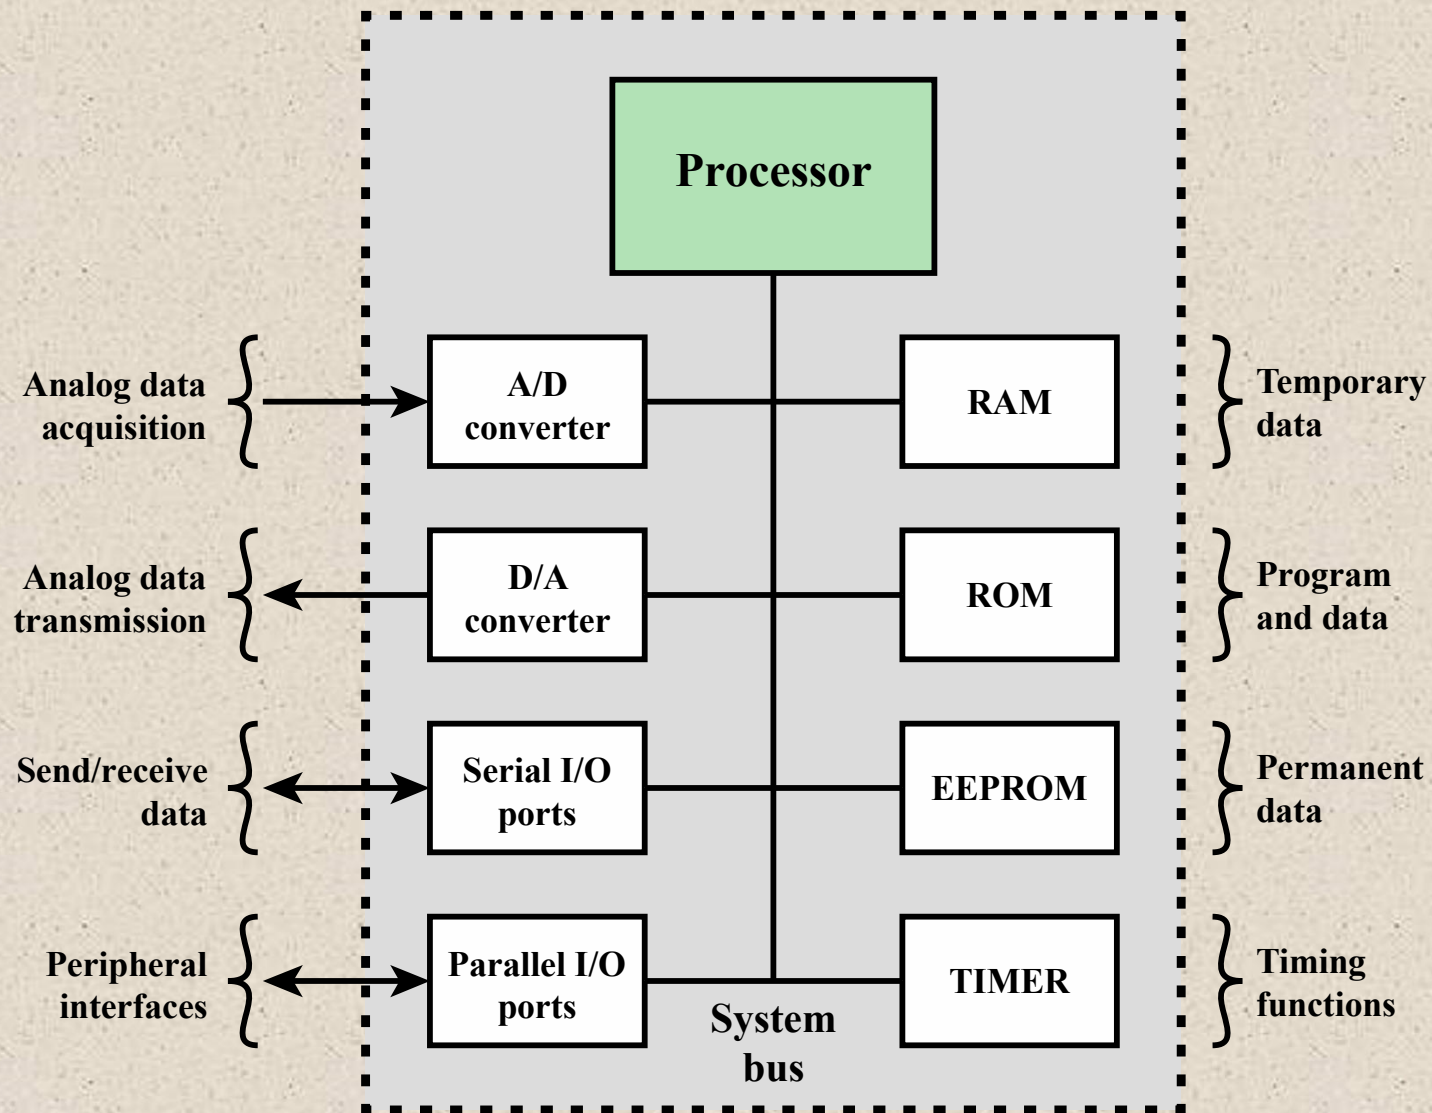 Processor
Analog data
acquisition
A/D
converter
RAM
Temporary
data
Analog data
transmission
D/A
converter
ROM
Program
and data
Send/receive
data
Serial I/O
ports
EEPROM
Permanent
data
Peripheral
interfaces
Parallel I/O
ports
TIMER
Timing
functions
System
bus